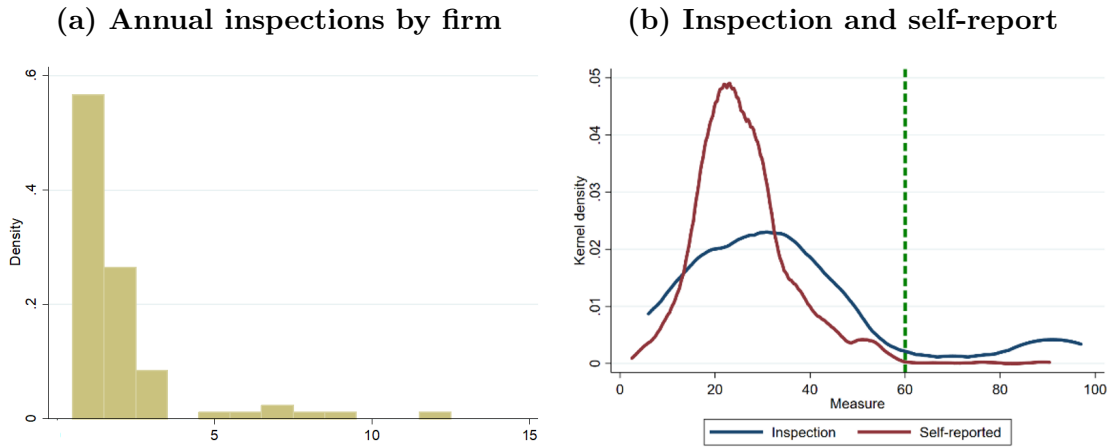 (a) Annual inspections by firm
Density
0
.2
.4
.6
5
10
15
(b) Inspection and self-report
Kernel density
0
.01
.02
.03
.04
.05
0
20
40
60
80
100
Measure
Inspection
Self-reported